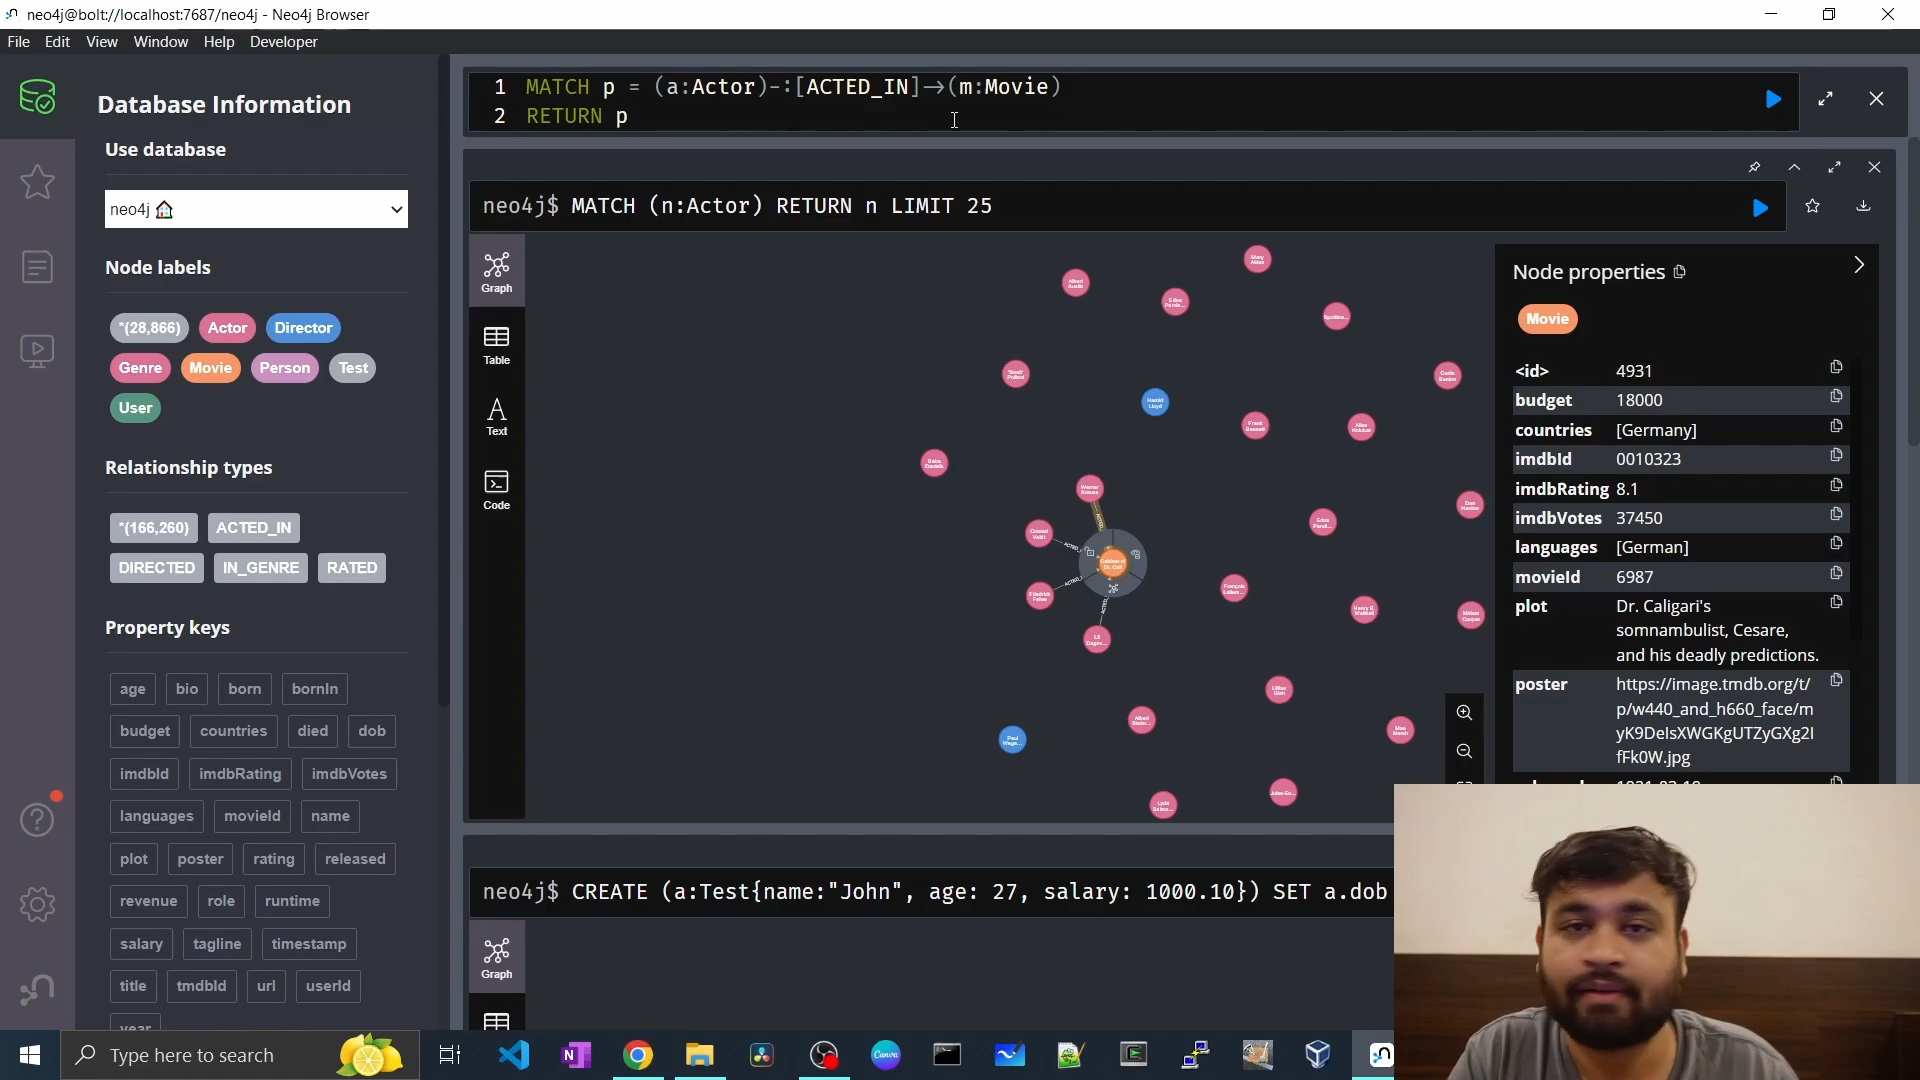 neo4j@bolt://localhost:7687/neo4j - Neo4j Browser
File Edit View Window Help Developer
Database Information
Use database
neo4j
Node labels
*(28,866) Actor Director
Genre Movie Person Test
User
Relationship types
*(166,260) ACTED_IN
DIRECTED IN_GENRE RATED
Property keys
age bio born bornIn
budget countries died dob
imdbId imdbRating imdbVotes
languages movieId name
plot poster rating released
revenue role runtime
salary tagline timestamp
title tmdbId url userId
year
1 MATCH p = (a:Actor)-:[ACTED_IN]->(m:Movie)
2 RETURN p
neo4j$ MATCH (n:Actor) RETURN n LIMIT 25
Graph
Table
Text
Code
Node properties
Movie
<id> 4931
budget 18000
countries [Germany]
imdbId 0010323
imdbRating 8.1
imdbVotes 37450
languages [German]
movieId 6987
plot Dr. Caligari's
somnambulist, Cesare,
and his deadly predictions.
poster https://image.tmdb.org/t/
p/w440_and_h660_face/m
yK9DeIsXWGKgUTZyGXg2I
fFk0W.jpg
neo4j$ CREATE (a:Test{name:"John", age: 27, salary: 1000.10}) SET a.dob
Graph
Type here to search